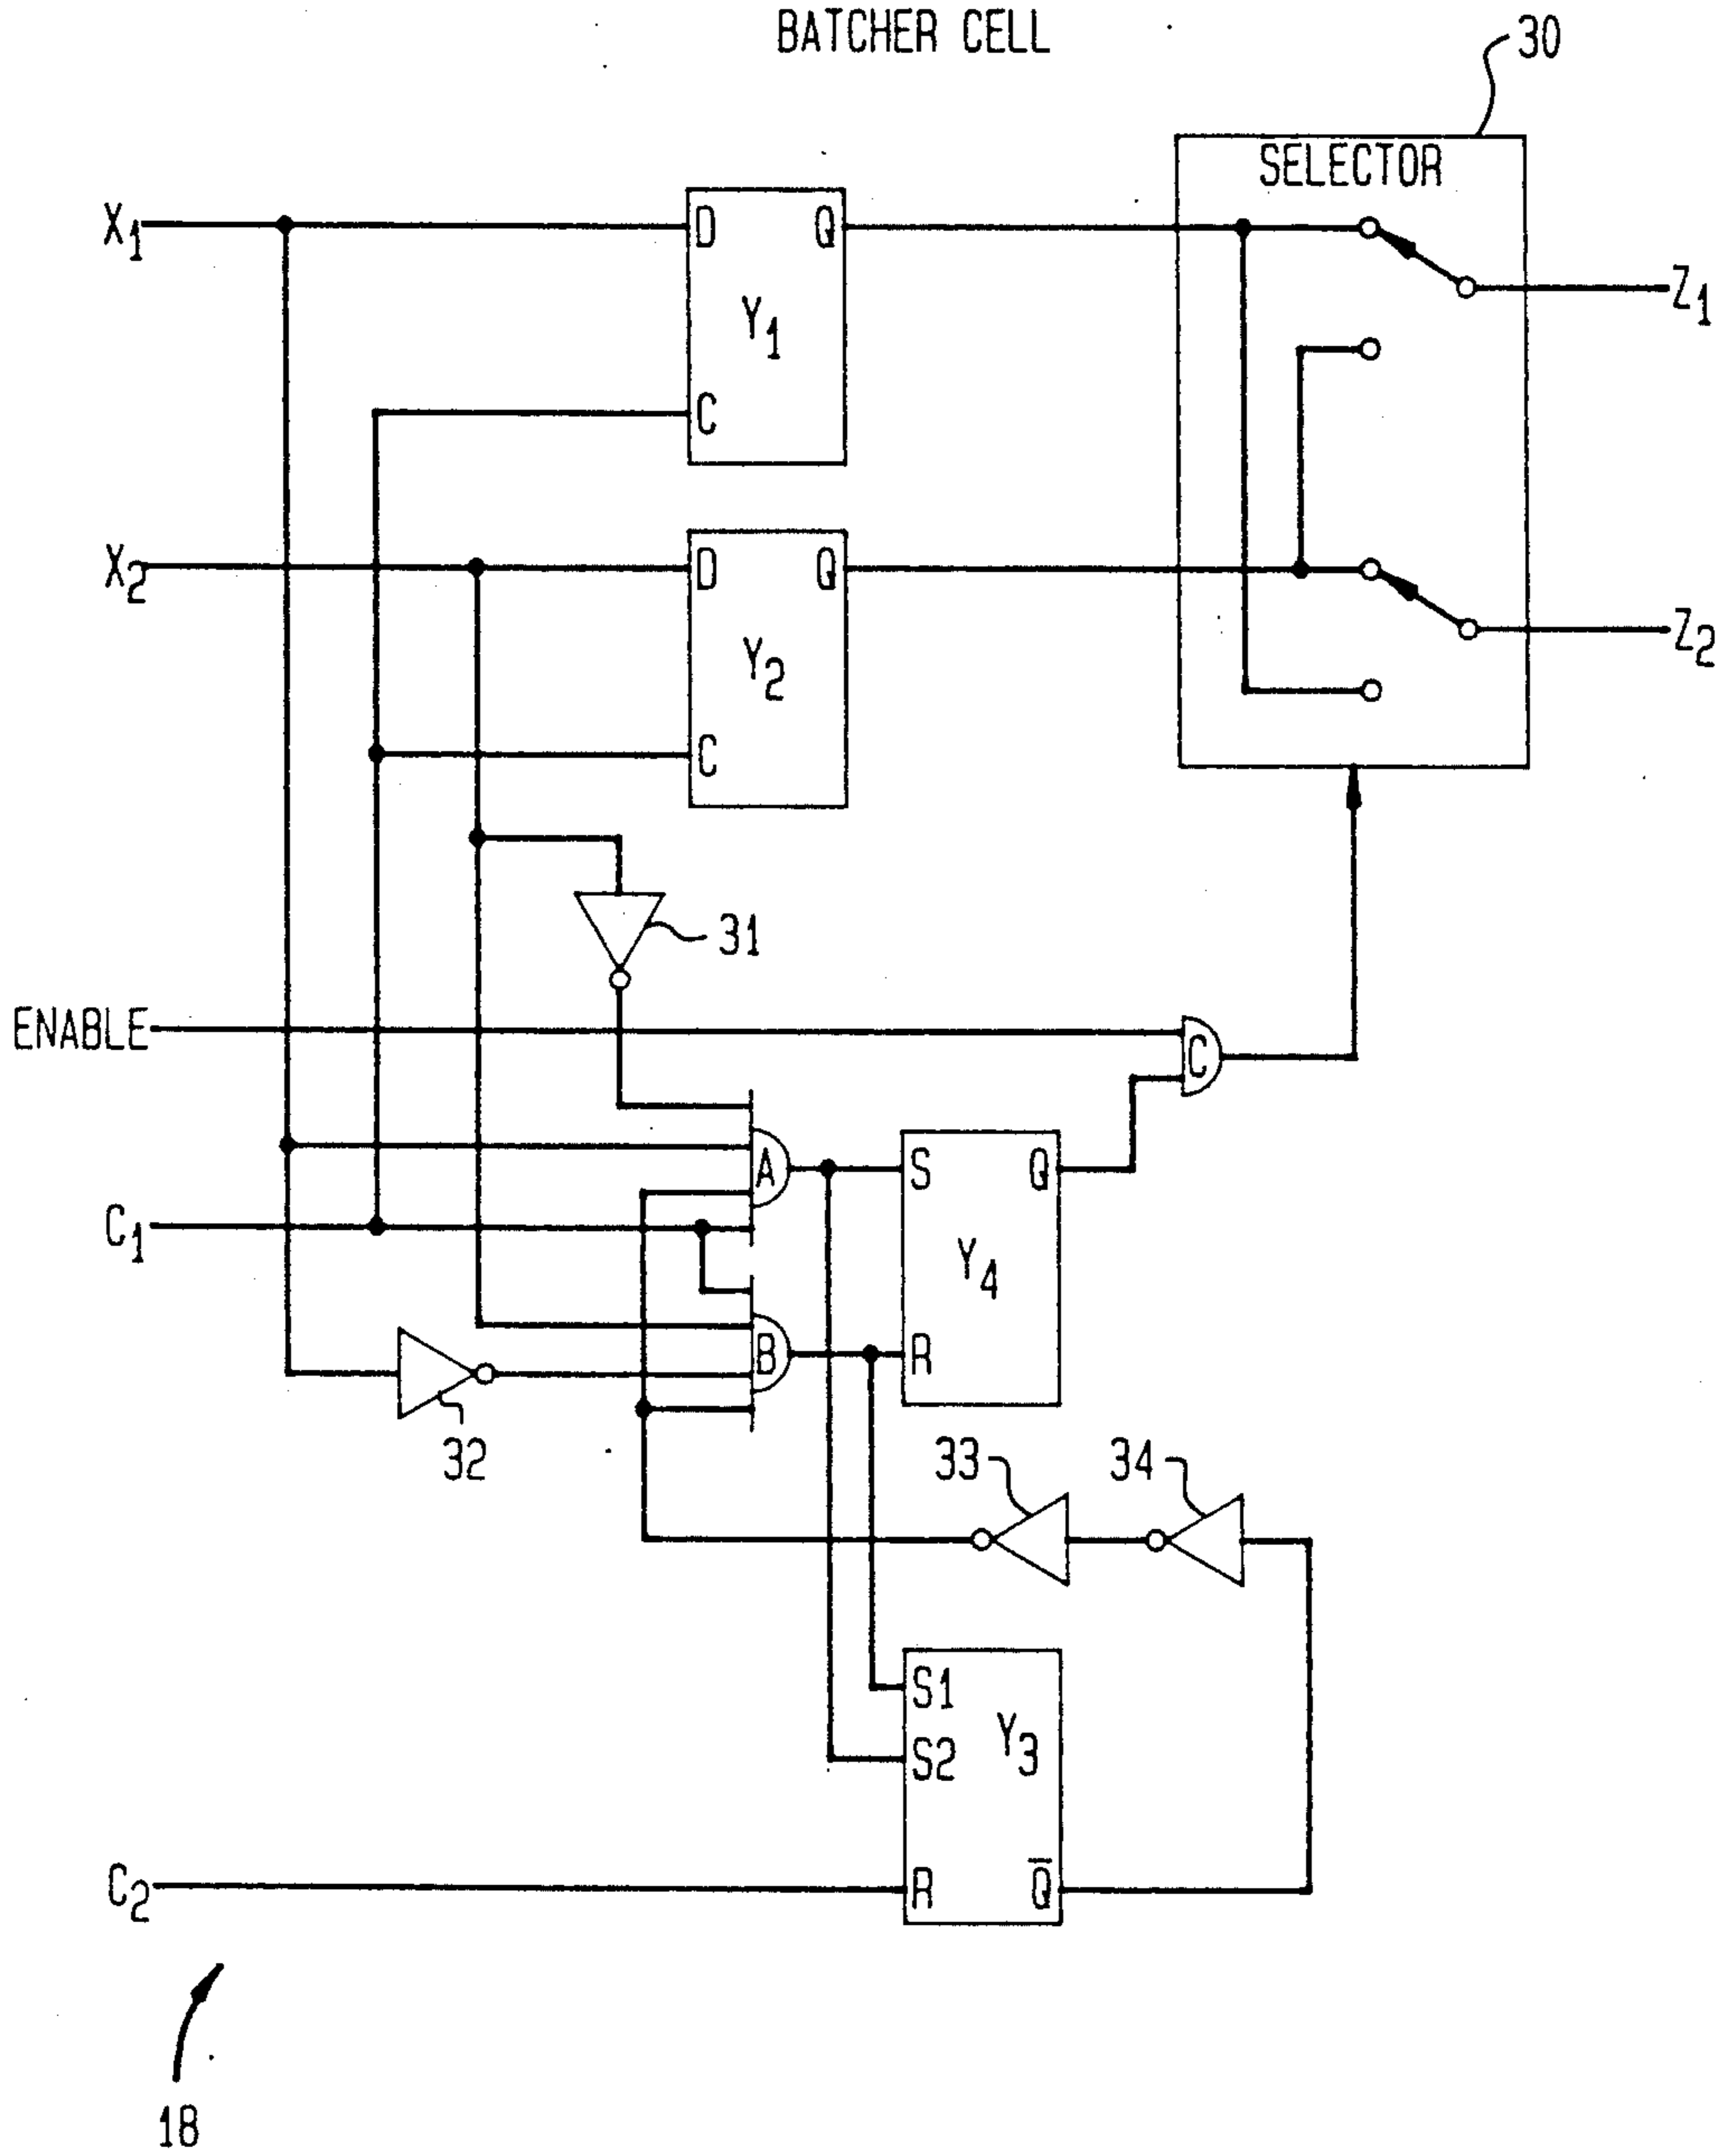 BATCHER CELL
30
SELECTOR
X1
D
Q
Y1
C
Z1
X2
D
Q
Y2
C
Z2
31
ENABLE
C
A
S
Q
C1
Y4
B
R
32
33
34
S1
Y3
S2
C2
R
Q̅
18